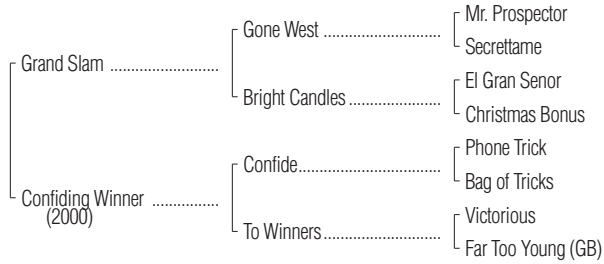 Mr. Prospector
Gone West ..............................
Secrettame
Grand Slam ............................
El Gran Senor
Bright Candles ........................
Christmas Bonus
Phone Trick
Confide.....................................
Bag of Tricks
Confiding Winner .................
(2000)
Victorious
To Winners..............................
Far Too Young (GB)